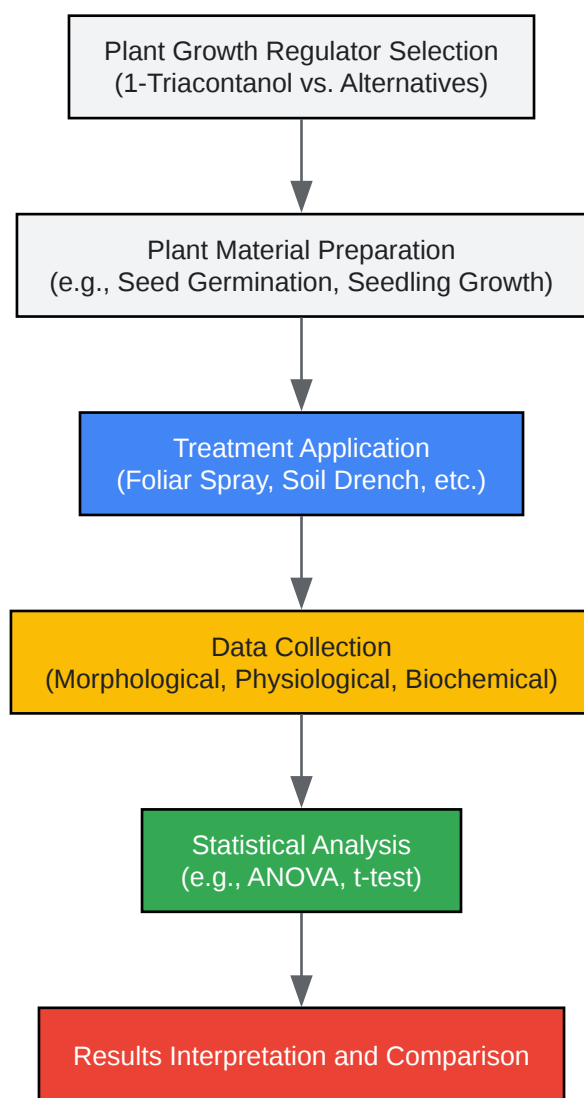 Plant Growth Regulator Selection
(1-Triacontanol vs. Alternatives)
Plant Material Preparation
(e.g., Seed Germination, Seedling Growth)
Treatment Application
(Foliar Spray, Soil Drench, etc.)
Data Collection
(Morphological, Physiological, Biochemical)
Statistical Analysis
(e.g., ANOVA, t-test)
Results Interpretation and Comparison